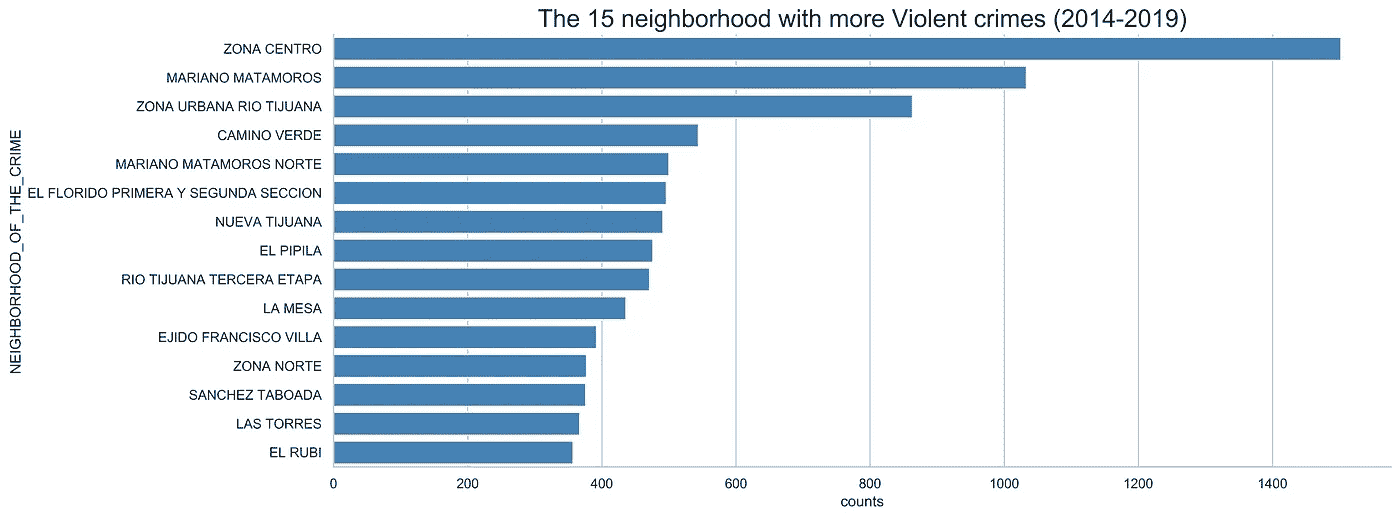 The 15 neighborhood with more Violent crimes (2014-2019)
NEIGHBORHOOD_OF_THE_CRIME
ZONA CENTRO
MARIANO MATAMOROS
ZONA URBANA RIO TIJUANA
CAMINO VERDE
MARIANO MATAMOROS NORTE
EL FLORIDO PRIMERA Y SEGUNDA SECCION
NUEVA TIJUANA
EL PIPILA
RIO TIJUANA TERCERA ETAPA
LA MESA
EJIDO FRANCISCO VILLA
ZONA NORTE
SANCHEZ TABOADA
LAS TORRES
EL RUBI
0 200 400 600 800 1000 1200 1400
counts